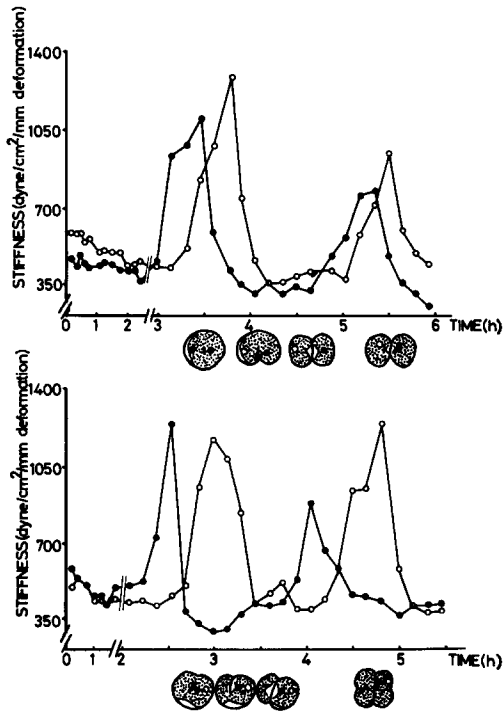 1400
1050
700
350
STIFFNESS(dyne/cm²/mm deformation)
0 1 2 3 4 5 6 TIME(h)
1400
1050
700
350
STIFFNESS(dyne/cm²/mm deformation)
0 1 2 3 4 5 TIME(h)